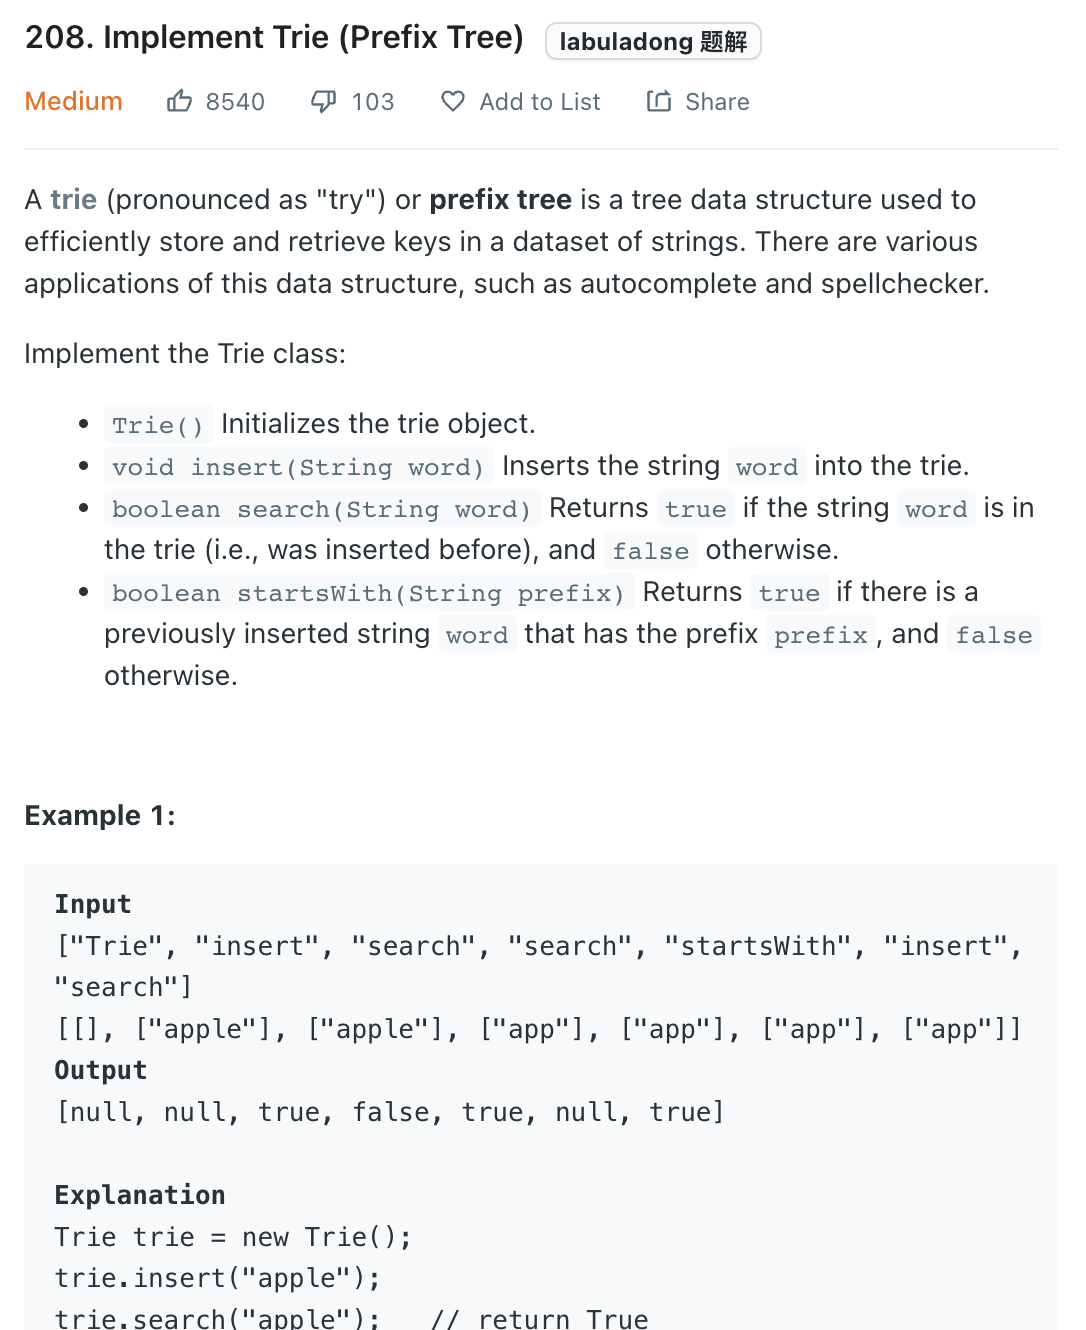 208. Implement Trie (Prefix Tree) labuladong 题解
Medium 8540 103 Add to List Share
A trie (pronounced as "try") or prefix tree is a tree data structure used to
efficiently store and retrieve keys in a dataset of strings. There are various
applications of this data structure, such as autocomplete and spellchecker.
Implement the Trie class:
• Trie() Initializes the trie object.
• void insert(String word) Inserts the string word into the trie.
• boolean search(String word) Returns true if the string word is in
the trie (i.e., was inserted before), and false otherwise.
• boolean startsWith(String prefix) Returns true if there is a
previously inserted string word that has the prefix prefix, and false
otherwise.
Example 1:
Input
["Trie", "insert", "search", "search", "startsWith", "insert",
"search"]
[[], ["apple"], ["apple"], ["app"], ["app"], ["app"], ["app"]]
Output
[null, null, true, false, true, null, true]
Explanation
Trie trie = new Trie();
trie.insert("apple");
trie.search("apple");   // return True